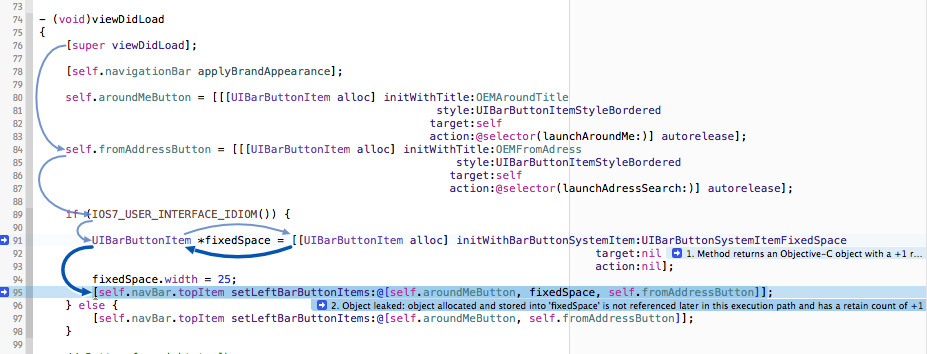 73
74 - (void)viewDidLoad
75 {
76 [super viewDidLoad];
77
78 [self.navigationBar applyBrandAppearance];
79
80 self.aroundMeButton = [[[UIBarButtonItem alloc] initWithTitle:OEMAroundTitle
81 style:UIBarButtonItemStyleBordered
82 target:self
83 action:@selector(launchAroundMe:)] autorelease];
84 self.fromAddressButton = [[[UIBarButtonItem alloc] initWithTitle:OEMFromAdress
85 style:UIBarButtonItemStyleBordered
86 target:self
87 action:@selector(launchAdressSearch:)] autorelease];
88
89 if (IOS7_USER_INTERFACE_IDIOM()) {
90
91 UIBarButtonItem *fixedSpace = [[UIBarButtonItem alloc] initWithBarButtonSystemItem:UIBarButtonSystemItemFixedSpace
92 target:nil 1. Method returns an Objective-C object with a +1 r...
93 action:nil];
94 fixedSpace.width = 25;
95 [self.navBar.topItem setLeftBarButtonItems:@[self.aroundMeButton, fixedSpace, self.fromAddressButton]];
96 } else { 2. Object leaked: object allocated and stored into 'fixedSpace' is not referenced later in this execution path and has a retain count of +1
97 [self.navBar.topItem setLeftBarButtonItems:@[self.aroundMeButton, self.fromAddressButton]];
98 }
99